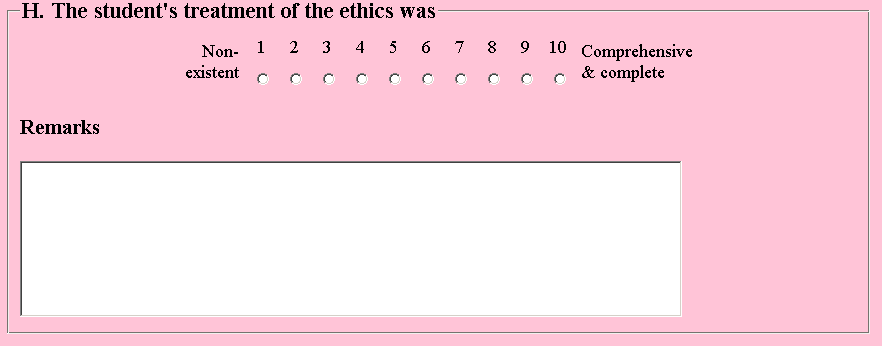 H. The student's treatment of the ethics was
Non-existent 1 2 3 4 5 6 7 8 9 10 Comprehensive & complete
Remarks